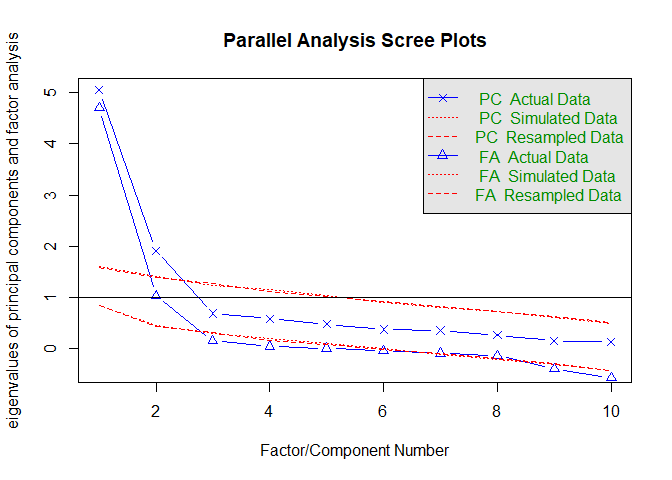 Parallel Analysis Scree Plots
eigenvalues of principal components and factor analysis
5
4
3
2
1
0
PC  Actual Data
PC  Simulated Data
PC  Resampled Data
FA  Actual Data
FA  Simulated Data
FA  Resampled Data
2 4 6 8 10
Factor/Component Number